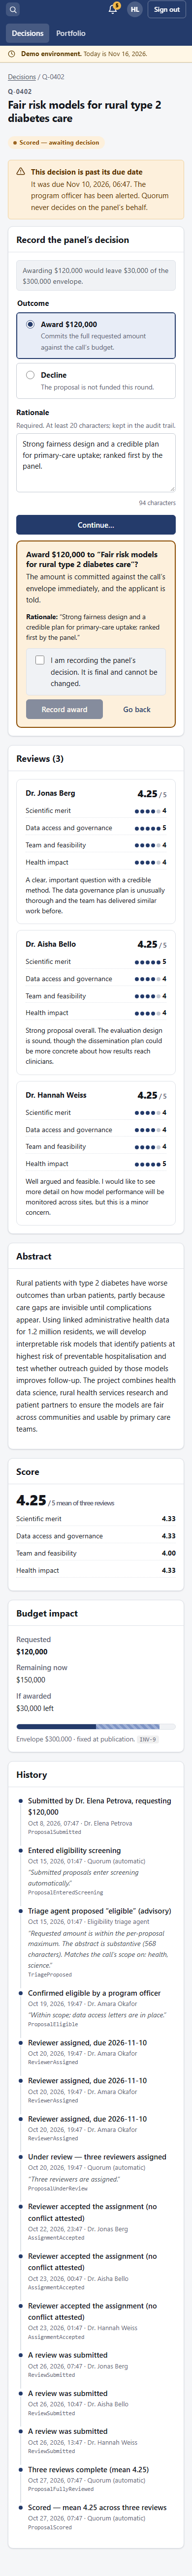 8
HL
Sign out
Decisions
Portfolio
Demo environment. Today is Nov 16, 2026.
Decisions / Q-0402
Q-0402
Fair risk models for rural type 2
diabetes care
Scored — awaiting decision
This decision is past its due
date
It was due Nov 10, 2026, 06:47. The
program officer has been alerted. Quorum
never decides on the panel's behalf.
Record the panel's decision
Awarding $120,000 would leave $30,000 of the
$300,000 envelope.
Outcome
Award $120,000
Commits the full requested amount
against the call's budget.
Decline
The proposal is not funded this round.
Rationale
Required. At least 20 characters; kept in the audit trail.
Strong fairness design and a credible plan
for primary-care uptake; ranked first by the
panel.
94 characters
Continue...
Award $120,000 to “Fair risk models
for rural type 2 diabetes care”?
The amount is committed against the call's
envelope immediately, and the applicant is
told.
Rationale: “Strong fairness design and a
credible plan for primary-care uptake; ranked
first by the panel.”
I am recording the panel's
decision. It is final and cannot be
changed.
Record award
Go back
Reviews (3)
Dr. Jonas Berg 4.25 / 5
Scientific merit 4
Data access and governance 5
Team and feasibility 4
Health impact 4
A clear, important question with a credible
method. The data governance plan is unusually
thorough and the team has delivered similar
work before.
Dr. Aisha Bello 4.25 / 5
Scientific merit 5
Data access and governance 4
Team and feasibility 4
Health impact 4
Strong proposal overall. The evaluation design
is sound, though the dissemination plan could
be more concrete about how results reach
clinicians.
Dr. Hannah Weiss 4.25 / 5
Scientific merit 4
Data access and governance 4
Team and feasibility 4
Health impact 5
Well argued and feasible. I would like to see
more detail on how model performance will be
monitored across sites, but this is a minor
concern.
Abstract
Rural patients with type 2 diabetes have worse
outcomes than urban patients, partly because
care gaps are invisible until complications
appear. Using linked administrative health data
for 1.2 million residents, we will develop
interpretable risk models that identify patients at
highest risk of preventable hospitalisation and
test whether outreach guided by those models
improves follow-up. The project combines health
data science, rural health services research and
patient partners to ensure the models are fair
across communities and usable by primary care
teams.
Score
4.25 / 5 mean of three reviews
Scientific merit 4.33
Data access and governance 4.33
Team and feasibility 4.00
Health impact 4.33
Budget impact
Requested
$120,000
Remaining now
$150,000
If awarded
$30,000 left
Envelope $300,000 · fixed at publication. INV-9
History
Submitted by Dr. Elena Petrova, requesting
$120,000
Oct 8, 2026, 07:47 · Dr. Elena Petrova
ProposalSubmitted
Entered eligibility screening
Oct 15, 2026, 01:47 · Quorum (automatic)
“Submitted proposals enter screening
automatically.”
ProposalEnteredScreening
Triage agent proposed “eligible” (advisory)
Oct 15, 2026, 01:47 · Eligibility triage agent
“Requested amount is within the per-proposal
maximum. The abstract is substantive (568
characters). Matches the call's scope on: health,
science.”
TriageProposed
Confirmed eligible by a program officer
Oct 19, 2026, 19:47 · Dr. Amara Okafor
“Within scope; data access letters are in place.”
ProposalEligible
Reviewer assigned, due 2026-11-10
Oct 20, 2026, 19:47 · Dr. Amara Okafor
ReviewerAssigned
Reviewer assigned, due 2026-11-10
Oct 20, 2026, 19:47 · Dr. Amara Okafor
ReviewerAssigned
Reviewer assigned, due 2026-11-10
Oct 20, 2026, 19:47 · Dr. Amara Okafor
ReviewerAssigned
Under review — three reviewers assigned
Oct 20, 2026, 19:47 · Quorum (automatic)
“Three reviewers are assigned.”
ProposalUnderReview
Reviewer accepted the assignment (no
conflict attested)
Oct 22, 2026, 23:47 · Dr. Jonas Berg
AssignmentAccepted
Reviewer accepted the assignment (no
conflict attested)
Oct 23, 2026, 00:47 · Dr. Aisha Bello
AssignmentAccepted
Reviewer accepted the assignment (no
conflict attested)
Oct 23, 2026, 01:47 · Dr. Hannah Weiss
AssignmentAccepted
A review was submitted
Oct 26, 2026, 07:47 · Dr. Jonas Berg
ReviewSubmitted
A review was submitted
Oct 26, 2026, 10:47 · Dr. Aisha Bello
ReviewSubmitted
A review was submitted
Oct 26, 2026, 13:47 · Dr. Hannah Weiss
ReviewSubmitted
Three reviews complete (mean 4.25)
Oct 27, 2026, 07:47 · Quorum (automatic)
ProposalFullyReviewed
Scored — mean 4.25 across three reviews
Oct 27, 2026, 07:47 · Quorum (automatic)
ProposalScored